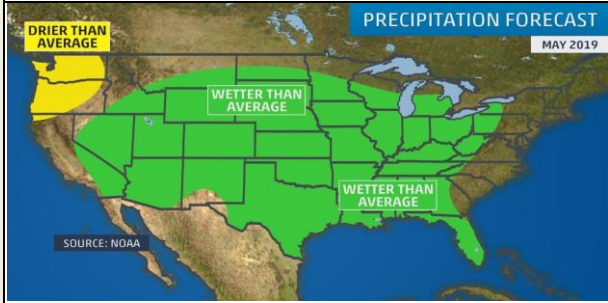 PRECIPITATION FORECAST
MAY 2019
DRIER THAN
AVERAGE
WETTER THAN
AVERAGE
WETTER THAN
AVERAGE
SOURCE: NOAA